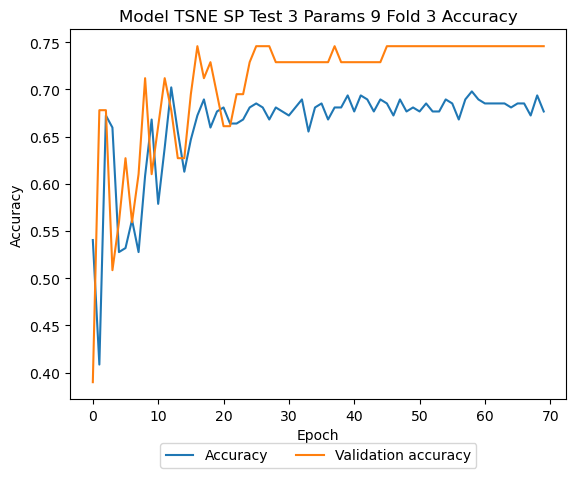 Model TSNE SP Test 3 Params 9 Fold 3 Accuracy
0.75
0.70
0.65
0.60
0.55
0.50
0.45
0.40
Accuracy
0 10 20 30 40 50 60 70
Epoch
Accuracy Validation accuracy